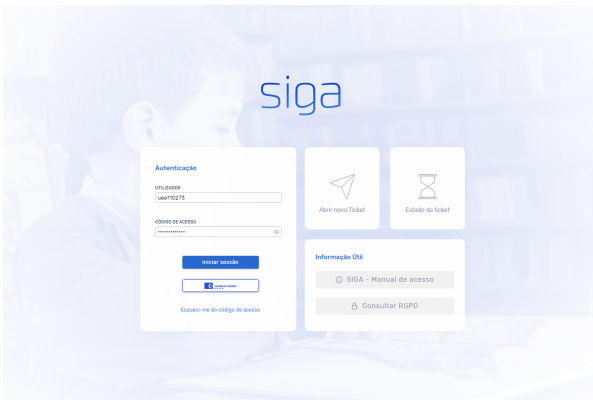 siga
Autenticação
UTILIZADOR
uee110273
CÓDIGO DE ACESSO
Iniciar sessão
Esqueci-me do código de acesso
Abrir novo Ticket
Estado do ticket
Informação Útil
SIGA - Manual de acesso
Consultar RGPD